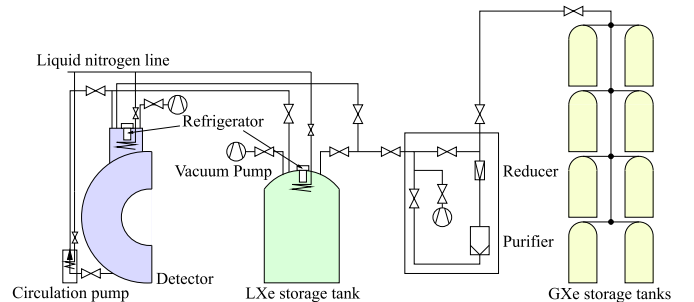 Liquid nitrogen line
Refrigerator
Vacuum Pump
Reducer
Purifier
Circulation pump
Detector
LXe storage tank
GXe storage tanks